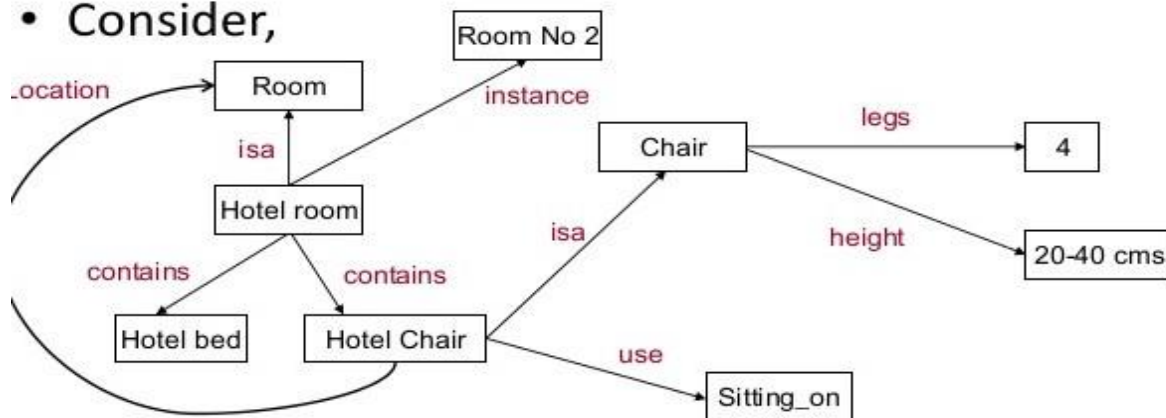 • Consider,
Room No 2
Location
Room
instance
legs
Chair
4
isa
Hotel room
isa
height
20-40 cms
contains
contains
Hotel bed
Hotel Chair
use
Sitting_on